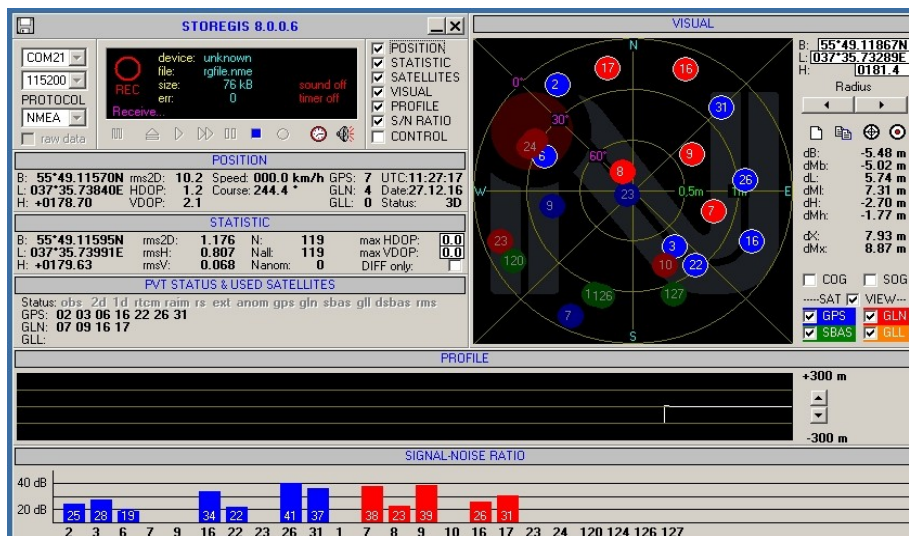 STOREGIS 8.0.0.6
COM21
115200
PROTOCOL
NMEA
raw data
REC
device: unknown
file: rgfile.nme
size: 76 kB sound off
err: 0 timer off
Receive...
POSITION
STATISTIC
SATELLITES
VISUAL
PROFILE
S/N RATIO
CONTROL
POSITION
B: 55°49.11570N rms2D: 10.2 Speed: 000.0 km/h GPS: 7 UTC:11:27:17
L: 037°35.73840E HDOP: 1.2 Course: 244.4 ° GLN: 4 Date:27.12.16
H: +0178.70 VDOP: 2.1 GLL: 0 Status: 3D
STATISTIC
B: 55°49.11595N rms2D: 1.176 N: 119 max HDOP: 0.0
L: 037°35.73991E rmsH: 0.807 Nall: 119 max VDOP: 0.0
H: +0179.63 rmsV: 0.068 Nanom: 0 DIFF only:
PVT STATUS & USED SATELLITES
Status: obs 2d 1d rtcm raim rs ext anom gps gln sbas gll dsbas rms
GPS: 02 03 06 16 22 26 31
GLN: 07 09 16 17
GLL:
VISUAL
N
17 16
0° 2
31
30°
24
6 60° 9
8 26
W 23 0,5m 1m E
9 7
23 3 16
120 10 22
126 127
7
S
B: 55°49.11867N
L: 037°35.73289E
H: 0181.4
Radius
dB: -5.48 m
dMb: -5.02 m
dL: 5.74 m
dMl: 7.31 m
dH: -2.70 m
dMh: -1.77 m
dX: 7.93 m
dMx: 8.87 m
COG SOG
-----SAT VIEW---
GPS GLN
SBAS GLL
PROFILE
+300 m
-300 m
SIGNAL-NOISE RATIO
40 dB
20 dB
25 28 19 34 22 41 37 38 23 39 26 31
2 3 6 7 9 16 22 23 26 31 1 7 8 9 10 16 17 23 24 120 124 126 127